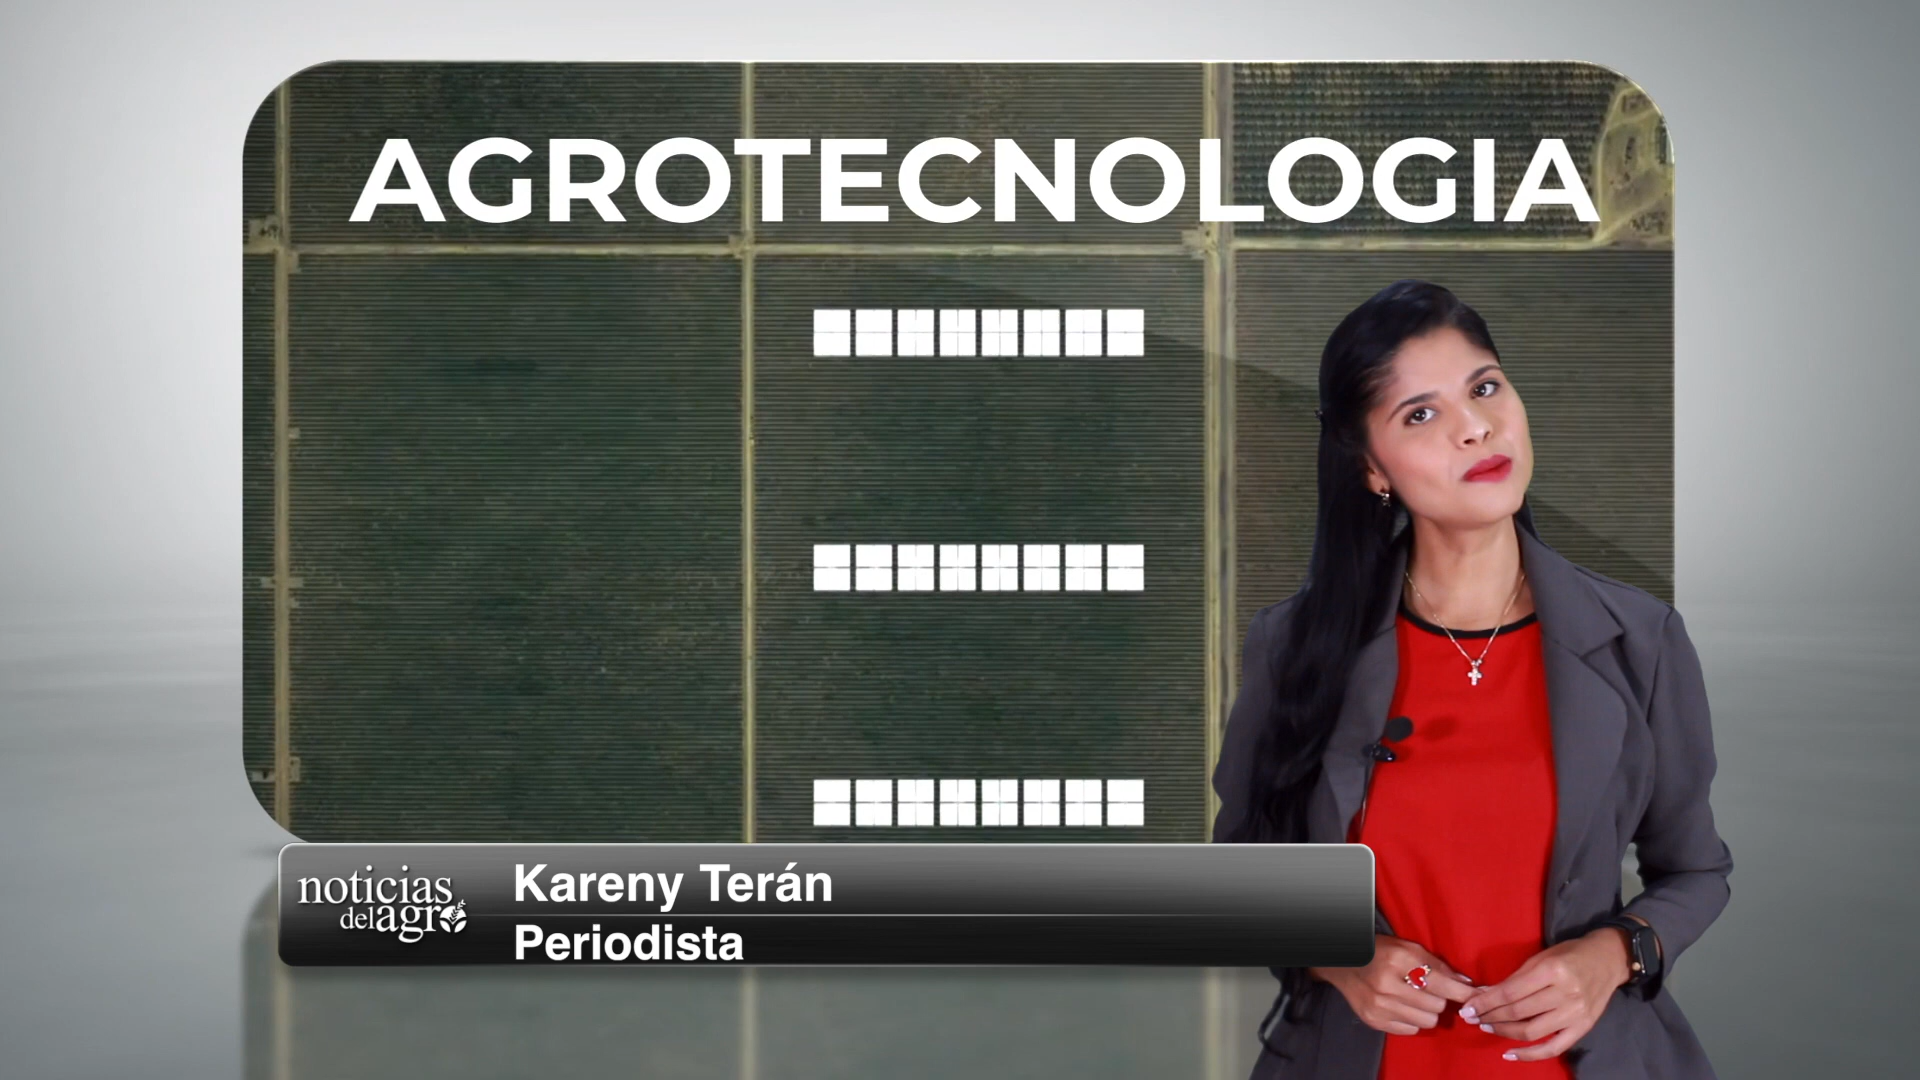 AGROTECNOLOGIA
noticias
delagro
Kareny Terán
Periodista